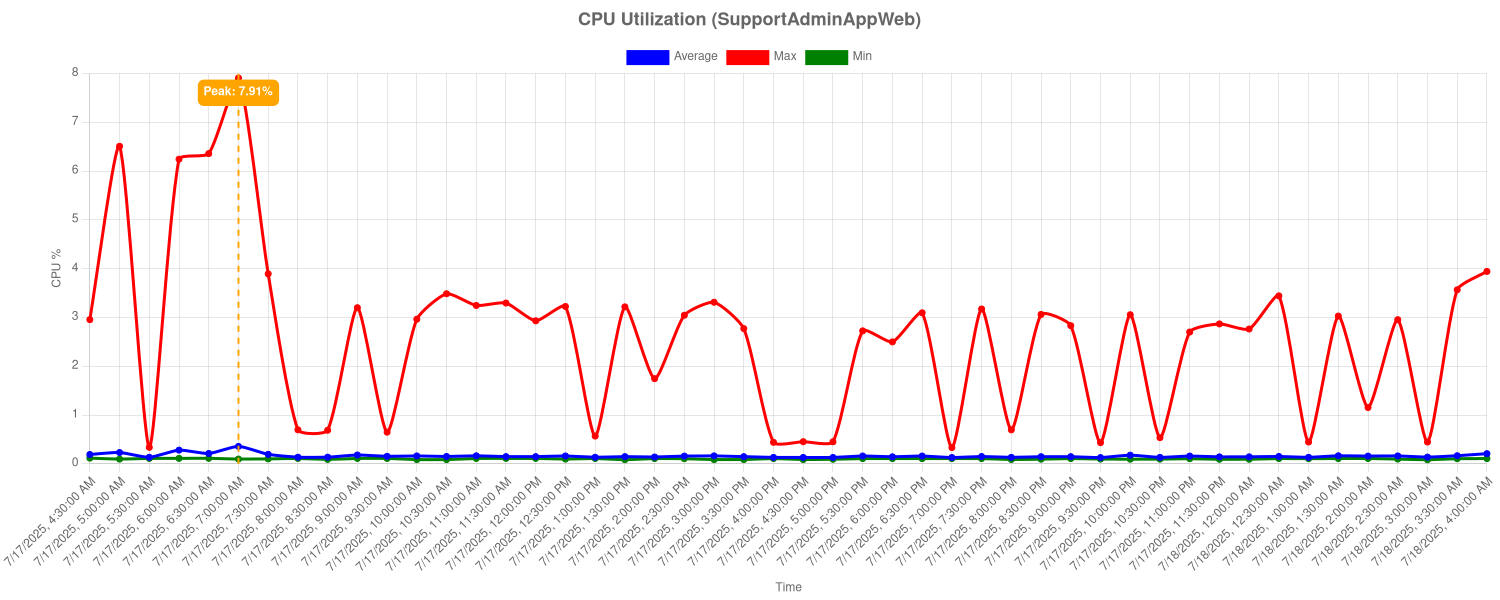 CPU Utilization (SupportAdminAppWeb)
Average Max Min
8
Peak: 7.91%
7
6
5
4
3
2
1
0
CPU %
7/17/2025, 4:30:00 AM
7/17/2025, 5:00:00 AM
7/17/2025, 5:30:00 AM
7/17/2025, 6:00:00 AM
7/17/2025, 6:30:00 AM
7/17/2025, 7:00:00 AM
7/17/2025, 7:30:00 AM
7/17/2025, 8:00:00 AM
7/17/2025, 8:30:00 AM
7/17/2025, 9:00:00 AM
7/17/2025, 9:30:00 AM
7/17/2025, 10:00:00 AM
7/17/2025, 10:30:00 AM
7/17/2025, 11:00:00 AM
7/17/2025, 11:30:00 AM
7/17/2025, 12:00:00 PM
7/17/2025, 12:30:00 PM
7/17/2025, 1:00:00 PM
7/17/2025, 1:30:00 PM
7/17/2025, 2:00:00 PM
7/17/2025, 2:30:00 PM
7/17/2025, 3:00:00 PM
7/17/2025, 3:30:00 PM
7/17/2025, 4:00:00 PM
7/17/2025, 4:30:00 PM
7/17/2025, 5:00:00 PM
7/17/2025, 5:30:00 PM
7/17/2025, 6:00:00 PM
7/17/2025, 6:30:00 PM
7/17/2025, 7:00:00 PM
7/17/2025, 7:30:00 PM
7/17/2025, 8:00:00 PM
7/17/2025, 8:30:00 PM
7/17/2025, 9:00:00 PM
7/17/2025, 9:30:00 PM
7/17/2025, 10:00:00 PM
7/17/2025, 10:30:00 PM
7/17/2025, 11:00:00 PM
7/17/2025, 11:30:00 PM
7/18/2025, 12:00:00 AM
7/18/2025, 12:30:00 AM
7/18/2025, 1:00:00 AM
7/18/2025, 1:30:00 AM
7/18/2025, 2:00:00 AM
7/18/2025, 2:30:00 AM
7/18/2025, 3:00:00 AM
7/18/2025, 3:30:00 AM
7/18/2025, 4:00:00 AM
Time